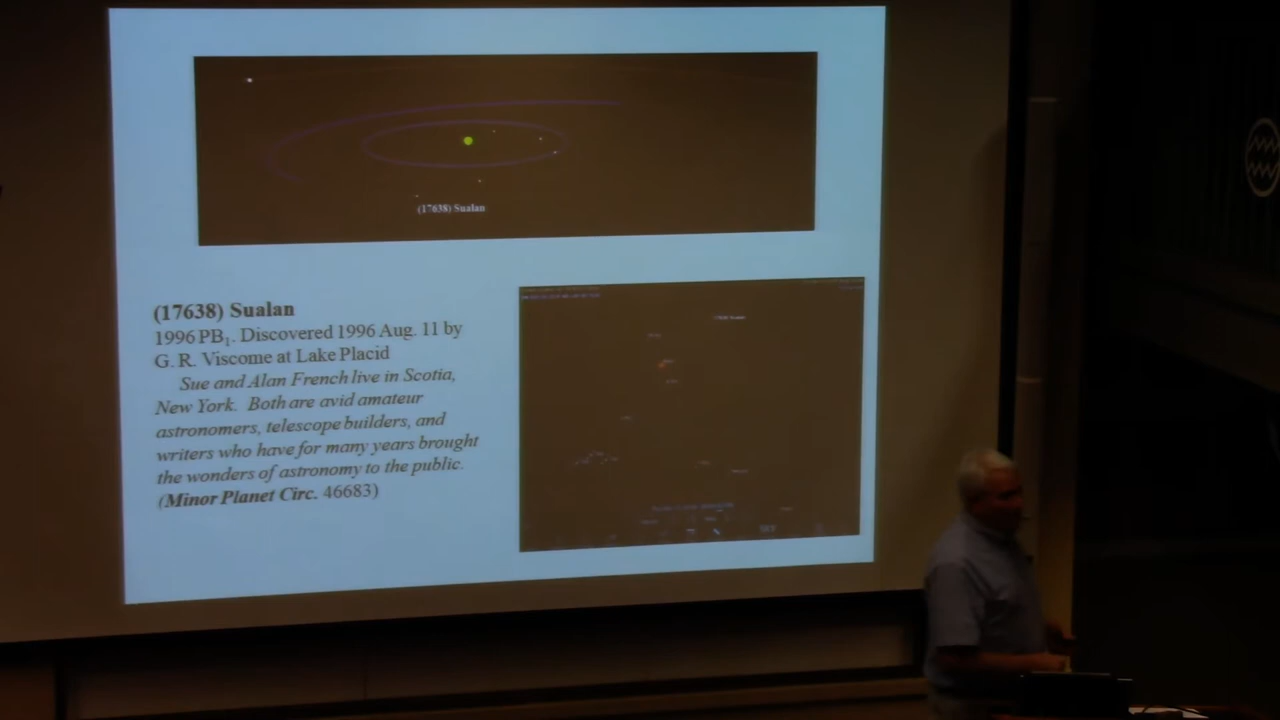 (17638) Sualan
(17638) Sualan
1996 PB₁. Discovered 1996 Aug. 11 by
G. R. Viscome at Lake Placid
Sue and Alan French live in Scotia,
New York. Both are avid amateur
astronomers, telescope builders, and
writers who have for many years brought
the wonders of astronomy to the public.
(Minor Planet Circ. 46683)